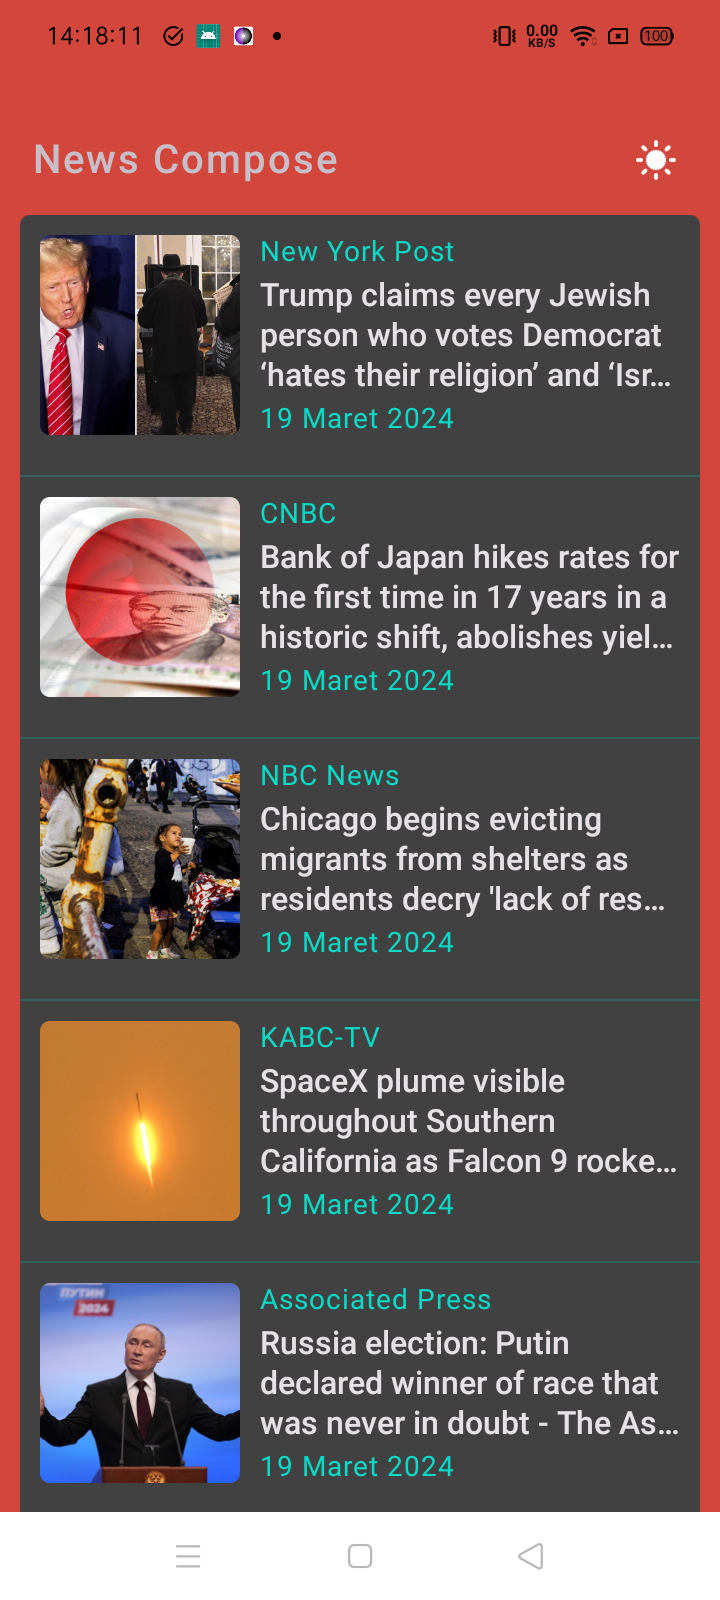 14:18:11
0.00
KB/S
100
News Compose
New York Post
Trump claims every Jewish
person who votes Democrat
‘hates their religion’ and ‘Isr...
19 Maret 2024
CNBC
Bank of Japan hikes rates for
the first time in 17 years in a
historic shift, abolishes yiel...
19 Maret 2024
NBC News
Chicago begins evicting
migrants from shelters as
residents decry 'lack of res...
19 Maret 2024
KABC-TV
SpaceX plume visible
throughout Southern
California as Falcon 9 rocke...
19 Maret 2024
ПУТИН
2024
Associated Press
Russia election: Putin
declared winner of race that
was never in doubt - The As...
19 Maret 2024